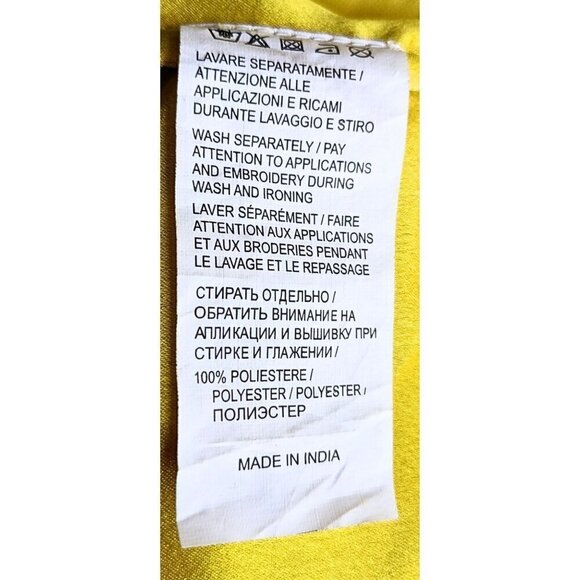 LAVARE SEPARATAMENTE /
ATTENZIONE ALLE
APPLICAZIONI E RICAMI
DURANTE LAVAGGIO E STIRO
WASH SEPARATELY / PAY
ATTENTION TO APPLICATIONS
AND EMBROIDERY DURING
WASH AND IRONING
LAVER SÉPARÉMENT / FAIRE
ATTENTION AUX APPLICATIONS
ET AUX BRODERIES PENDANT
LE LAVAGE ET LE REPASSAGE
СТИРАТЬ ОТДЕЛЬНО /
ОБРАТИТЬ ВНИМАНИЕ НА
АПЛИКАЦИИ И ВЫШИВКУ ПРИ
СТИРКЕ И ГЛАЖЕНИИ /
100% POLIESTERE /
POLYESTER / POLYESTER /
ПОЛИЭСТЕР
MADE IN INDIA